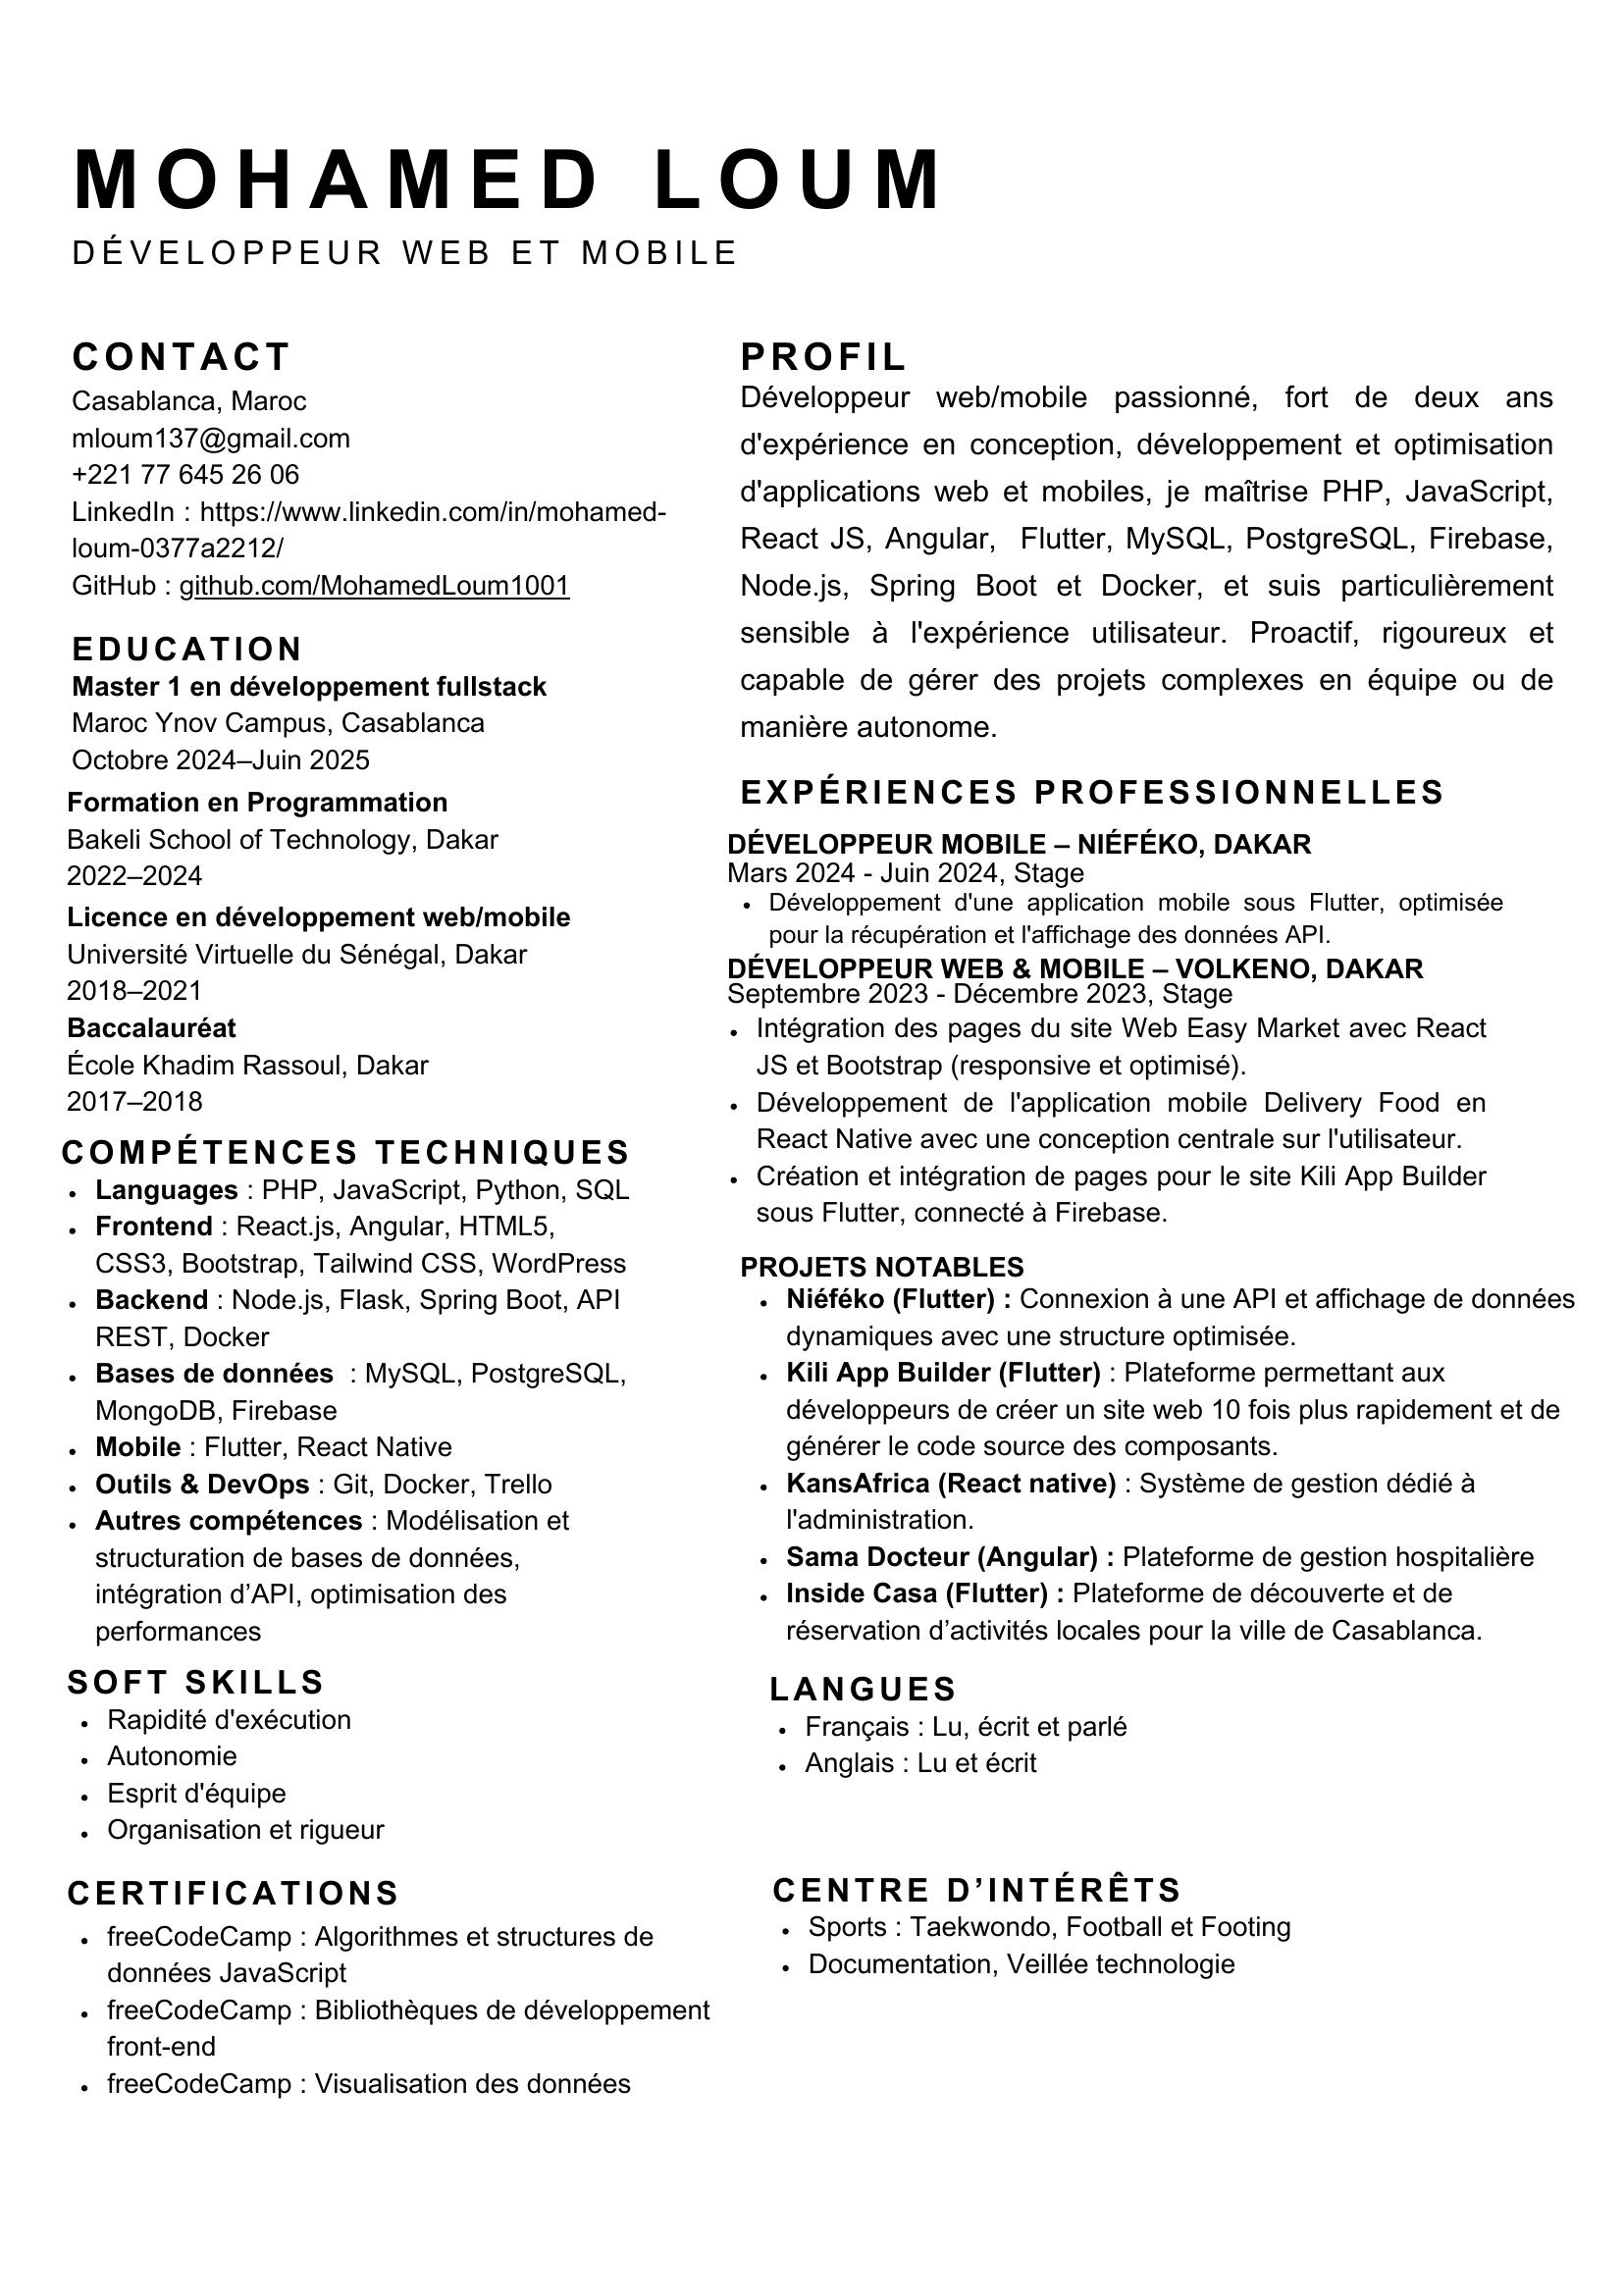 MOHAMED LOUM
DÉVELOPPEUR WEB ET MOBILE
CONTACT
Casablanca, Maroc
mloum137@gmail.com
+221 77 645 26 06
LinkedIn : https://www.linkedin.com/in/mohamed-
loum-0377a2212/
GitHub : github.com/MohamedLoum1001
EDUCATION
Master 1 en développement fullstack
Maroc Ynov Campus, Casablanca
Octobre 2024–Juin 2025
Formation en Programmation
Bakeli School of Technology, Dakar
2022–2024
Licence en développement web/mobile
Université Virtuelle du Sénégal, Dakar
2018–2021
Baccalauréat
École Khadim Rassoul, Dakar
2017–2018
COMPÉTENCES TECHNIQUES
• Languages : PHP, JavaScript, Python, SQL
• Frontend : React.js, Angular, HTML5,
CSS3, Bootstrap, Tailwind CSS, WordPress
• Backend : Node.js, Flask, Spring Boot, API
REST, Docker
• Bases de données  : MySQL, PostgreSQL,
MongoDB, Firebase
• Mobile : Flutter, React Native
• Outils & DevOps : Git, Docker, Trello
• Autres compétences : Modélisation et
structuration de bases de données,
intégration d’API, optimisation des
performances
SOFT SKILLS
• Rapidité d'exécution
• Autonomie
• Esprit d'équipe
• Organisation et rigueur
CERTIFICATIONS
• freeCodeCamp : Algorithmes et structures de
données JavaScript
• freeCodeCamp : Bibliothèques de développement
front-end
• freeCodeCamp : Visualisation des données
PROFIL
Développeur web/mobile passionné, fort de deux ans
d'expérience en conception, développement et optimisation
d'applications web et mobiles, je maîtrise PHP, JavaScript,
React JS, Angular,  Flutter, MySQL, PostgreSQL, Firebase,
Node.js, Spring Boot et Docker, et suis particulièrement
sensible à l'expérience utilisateur. Proactif, rigoureux et
capable de gérer des projets complexes en équipe ou de
manière autonome.
EXPÉRIENCES PROFESSIONNELLES
DÉVELOPPEUR MOBILE – NIÉFÉKO, DAKAR
Mars 2024 - Juin 2024, Stage
• Développement d'une application mobile sous Flutter, optimisée
pour la récupération et l'affichage des données API.
DÉVELOPPEUR WEB & MOBILE – VOLKENO, DAKAR
Septembre 2023 - Décembre 2023, Stage
• Intégration des pages du site Web Easy Market avec React
JS et Bootstrap (responsive et optimisé).
• Développement de l'application mobile Delivery Food en
React Native avec une conception centrale sur l'utilisateur.
• Création et intégration de pages pour le site Kili App Builder
sous Flutter, connecté à Firebase.
PROJETS NOTABLES
• Niéféko (Flutter) : Connexion à une API et affichage de données
dynamiques avec une structure optimisée.
• Kili App Builder (Flutter) : Plateforme permettant aux
développeurs de créer un site web 10 fois plus rapidement et de
générer le code source des composants.
• KansAfrica (React native) : Système de gestion dédié à
l'administration.
• Sama Docteur (Angular) : Plateforme de gestion hospitalière
• Inside Casa (Flutter) : Plateforme de découverte et de
réservation d’activités locales pour la ville de Casablanca.
LANGUES
• Français : Lu, écrit et parlé
• Anglais : Lu et écrit
CENTRE D’INTÉRÊTS
• Sports : Taekwondo, Football et Footing
• Documentation, Veillée technologie